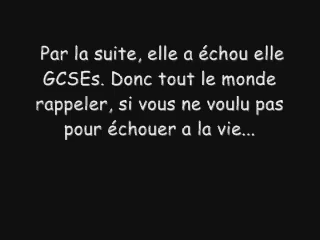 Par la suite, elle a échou elle
GCSEs. Donc tout le monde
rappeler, si vous ne voulu pas
pour échouer a la vie...